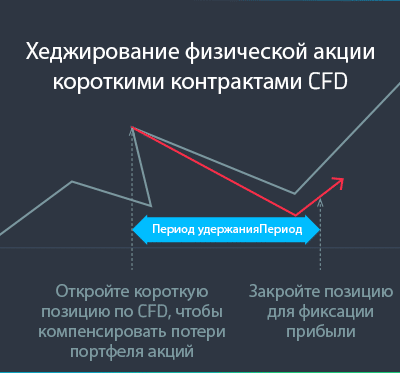 Хеджирование физической акции
короткими контрактами CFD
Период удержанияПериод
Откройте короткую
позицию по CFD, чтобы
компенсировать потери
портфеля акций
Закройте позицию
для фиксации
прибыли